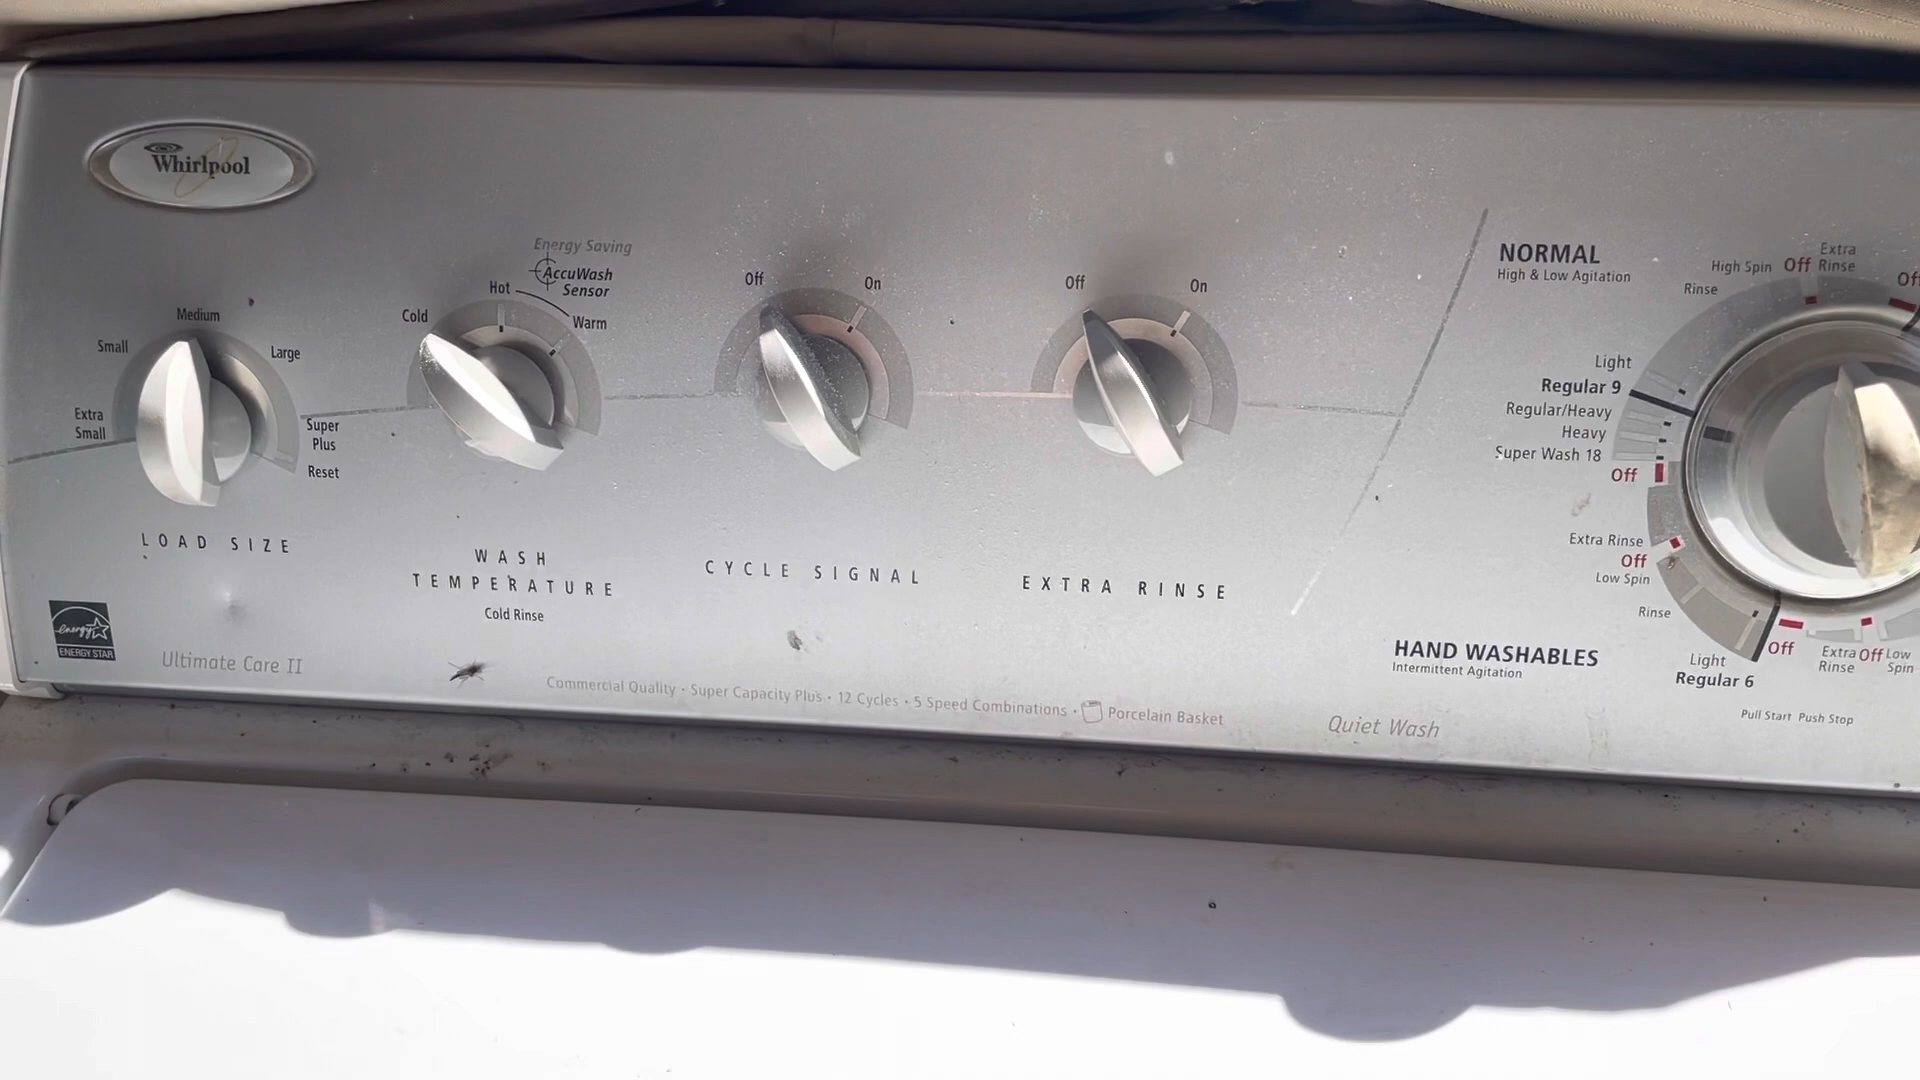 Whirlpool
Small
Medium
Large
Extra
Small
Super
Plus
Reset
LOAD SIZE
Energy Saving
AccuWash
Sensor
Cold
Hot
Warm
WASH
TEMPERATURE
Cold Rinse
Off
On
CYCLE SIGNAL
Off
On
EXTRA RINSE
NORMAL
High & Low Agitation
Rinse
High Spin
Off
Extra
Rinse
Light
Regular 9
Regular/Heavy
Heavy
Super Wash 18
Off
Extra Rinse
Off
Low Spin
Rinse
Light
Regular 6
Off
Extra
Rinse
Off
Low
Spin
HAND WASHABLES
Intermittent Agitation
Pull Start Push Stop
energy
ENERGY STAR
Ultimate Care II
Commercial Quality · Super Capacity Plus · 12 Cycles · 5 Speed Combinations · Porcelain Basket
Quiet Wash